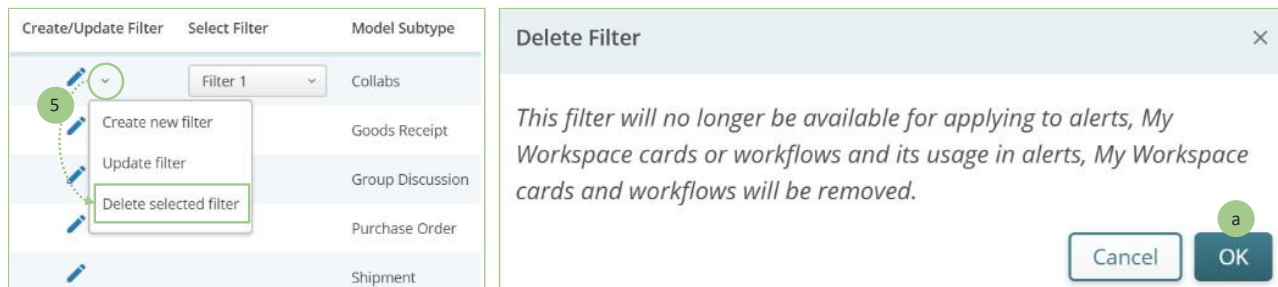 Create/Update Filter Select Filter Model Subtype
Filter 1 Collabs
5
Create new filter
Goods Receipt
Update filter
Group Discussion
Delete selected filter
Purchase Order
Shipment
Delete Filter
This filter will no longer be available for applying to alerts, My
Workspace cards or workflows and its usage in alerts, My Workspace
cards and workflows will be removed.
a
Cancel OK